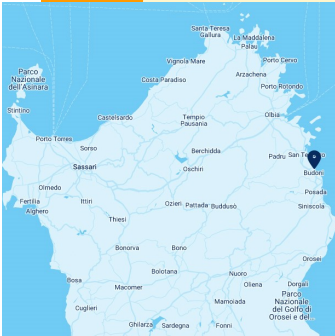 Santa Teresa
Gallura
La Maddalena
Palau
Vignola Mare
Porto Cervo
Parco
Nazionale
dell'Asinara
Arzachena
Costa Paradiso
Porto Rotondo
Stintino
Castelsardo
Tempio
Pausania
Olbia
Porto Torres
Sorso
Berchidda
Padru
San Te
Sassari
Oschiri
Budoni
Olmedo
Posada
Fertilia
Ittiri
Ozieri
Pattada
Buddusò
Siniscola
Alghero
Thiesi
Bonorva
Bono
Orosei
Bolotana
Nuoro
Bosa
Macomer
Oliena
Dorgali
Parco
Nazionale
del Golfo di
Orosei e del...
Mamoiada
Cuglieri
Ghilarza
Sardegna
Fonni